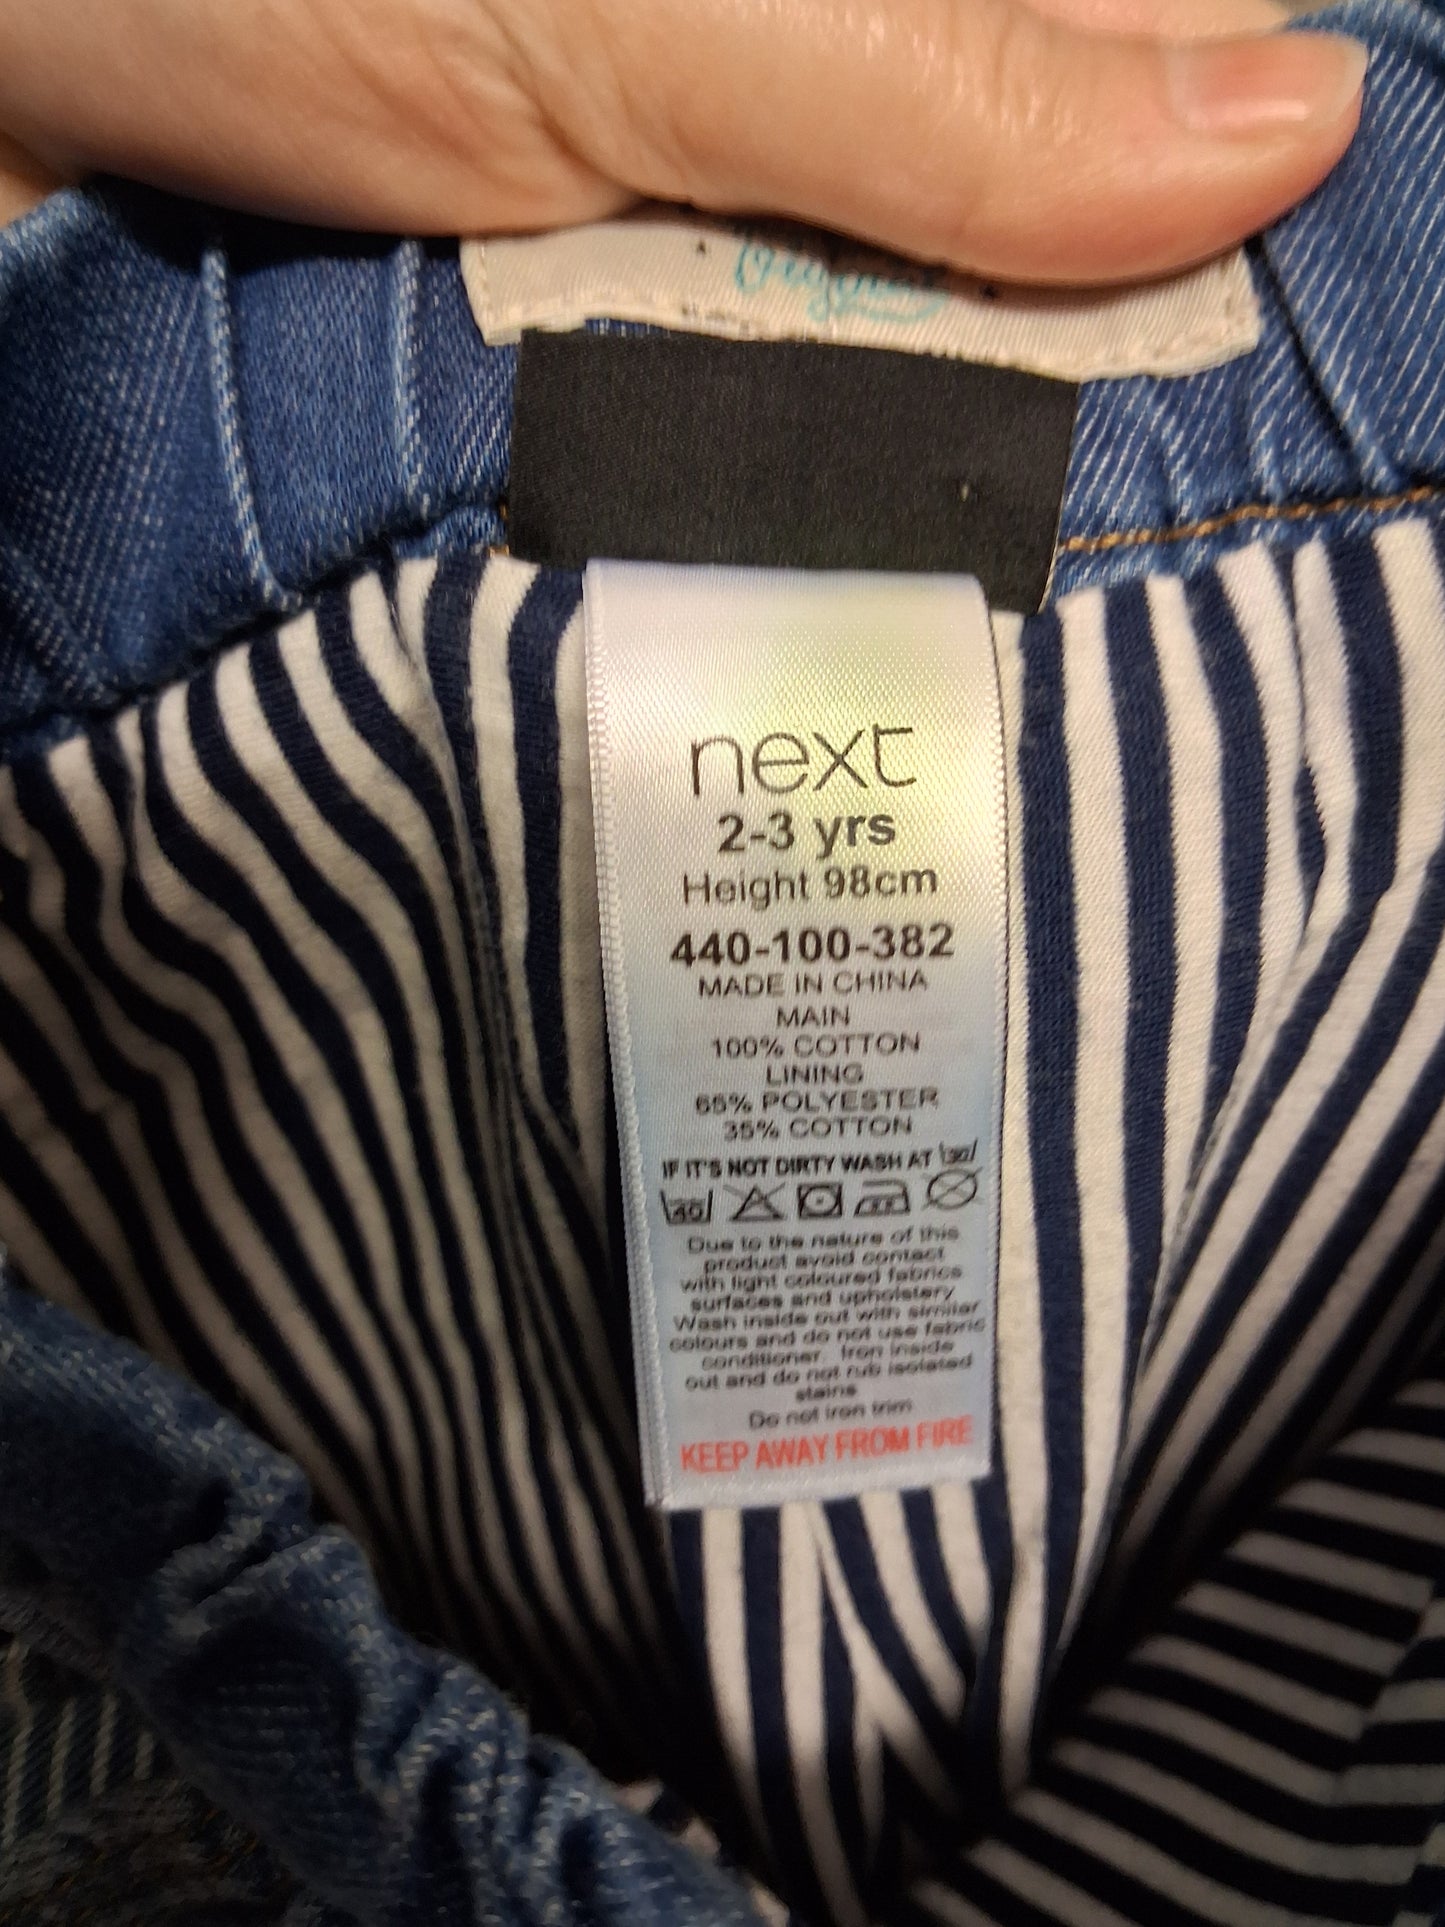 Original
next
2-3 yrs
Height 98cm
440-100-382
MADE IN CHINA
MAIN
100% COTTON
LINING
65% POLYESTER
35% COTTON
IF IT'S NOT DIRTY WASH AT 30
40
Due to the nature of this
product avoid contact
with light coloured fabrics
surfaces and upholstery
Wash inside out with similar
colours and do not use fabric
conditioner. Iron inside
out and do not rub isolated
stains
Do not iron trim
KEEP AWAY FROM FIRE